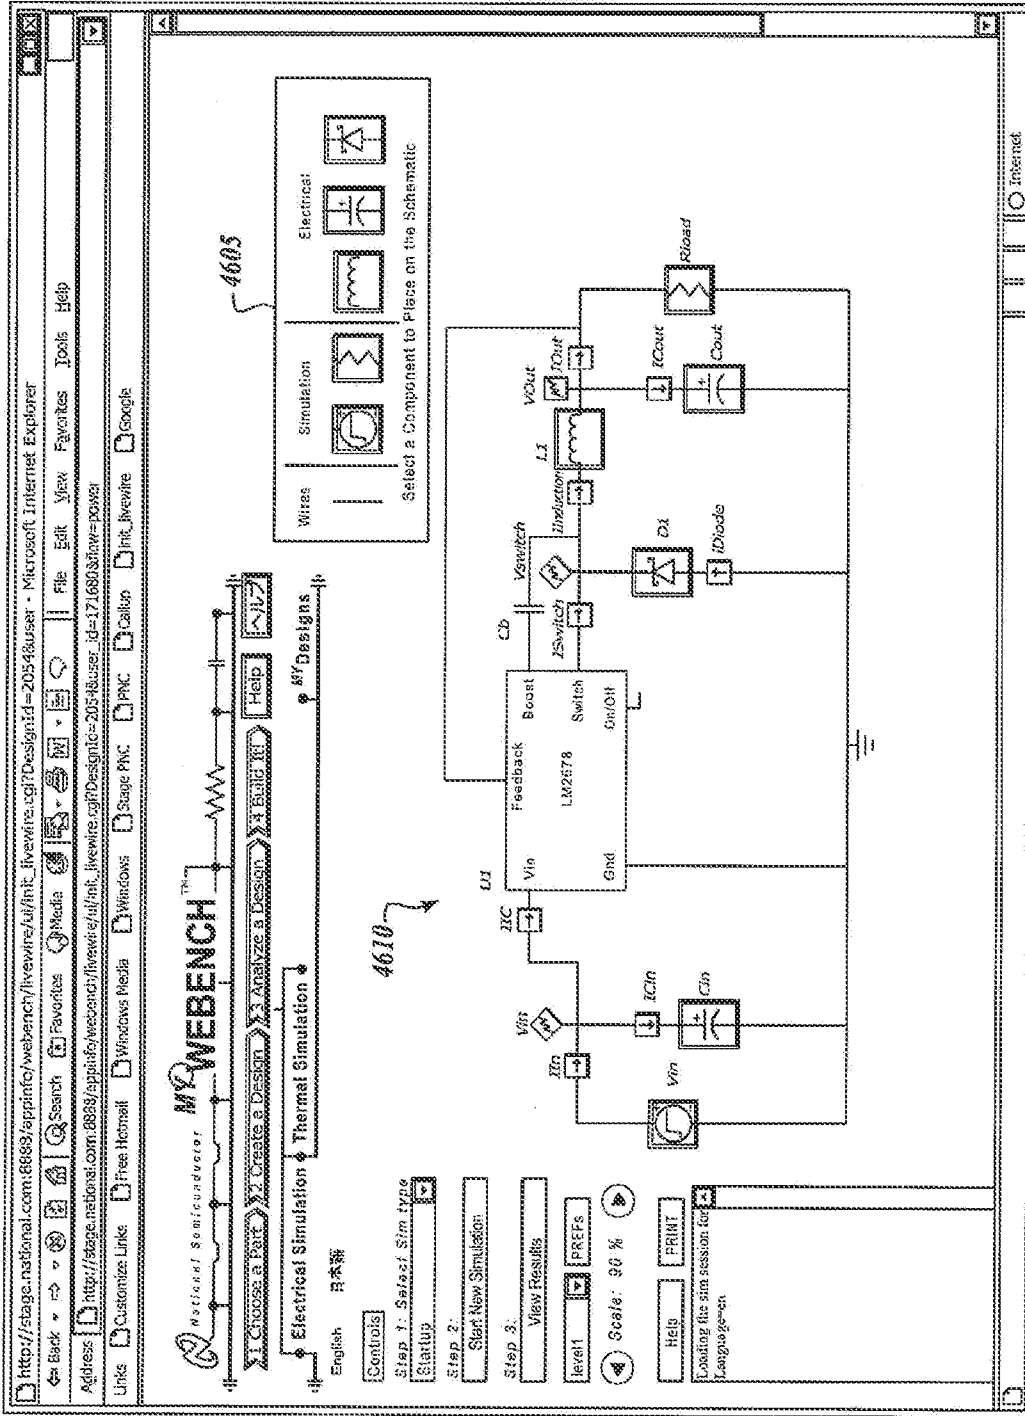 http://stage.national.com:8888/appinfo/webench/livewire/ui/init_livewire.cgi?DesignId=2054&user - Microsoft Internet Explorer
Back Search Favorites Media File Edit View Favorites Tools Help
Address http://stage.national.com:8888/appinfo/webench/livewire/ui/init_livewire.cgi?DesignId=2054&user_id=171680&flow=power
Links Customize Links Free Hotmail Windows Media Windows Stage PNC PNC Callup init_livewire Google
National Semiconductor
MY WEBENCH™
1 Choose a Part 2 Create a Design 3 Analyze a Design 4 Build It! Help ヘルプ
Electrical Simulation Thermal Simulation MY Designs
English 日本語
Controls
Step 1: Select Sim type
Startup
Step 2:
Start New Simulation
Step 3:
View Results
level1 PREFs
Scale: 90 %
Help PRINT
Loading the sim session for
Language=en
4605
Wires Simulation Electrical
Select a Component to Place on the Schematic
4610
Vin
IIn
Vin
ICin
Cin
IIC
U1
Vin
Feedback
Boost
LM2678
Switch
Gnd
On/Off
Cb
Vswitch
ISwitch
iInduction
L1
D1
iDiode
VOut
IOut
ICout
Cout
Rload
Internet